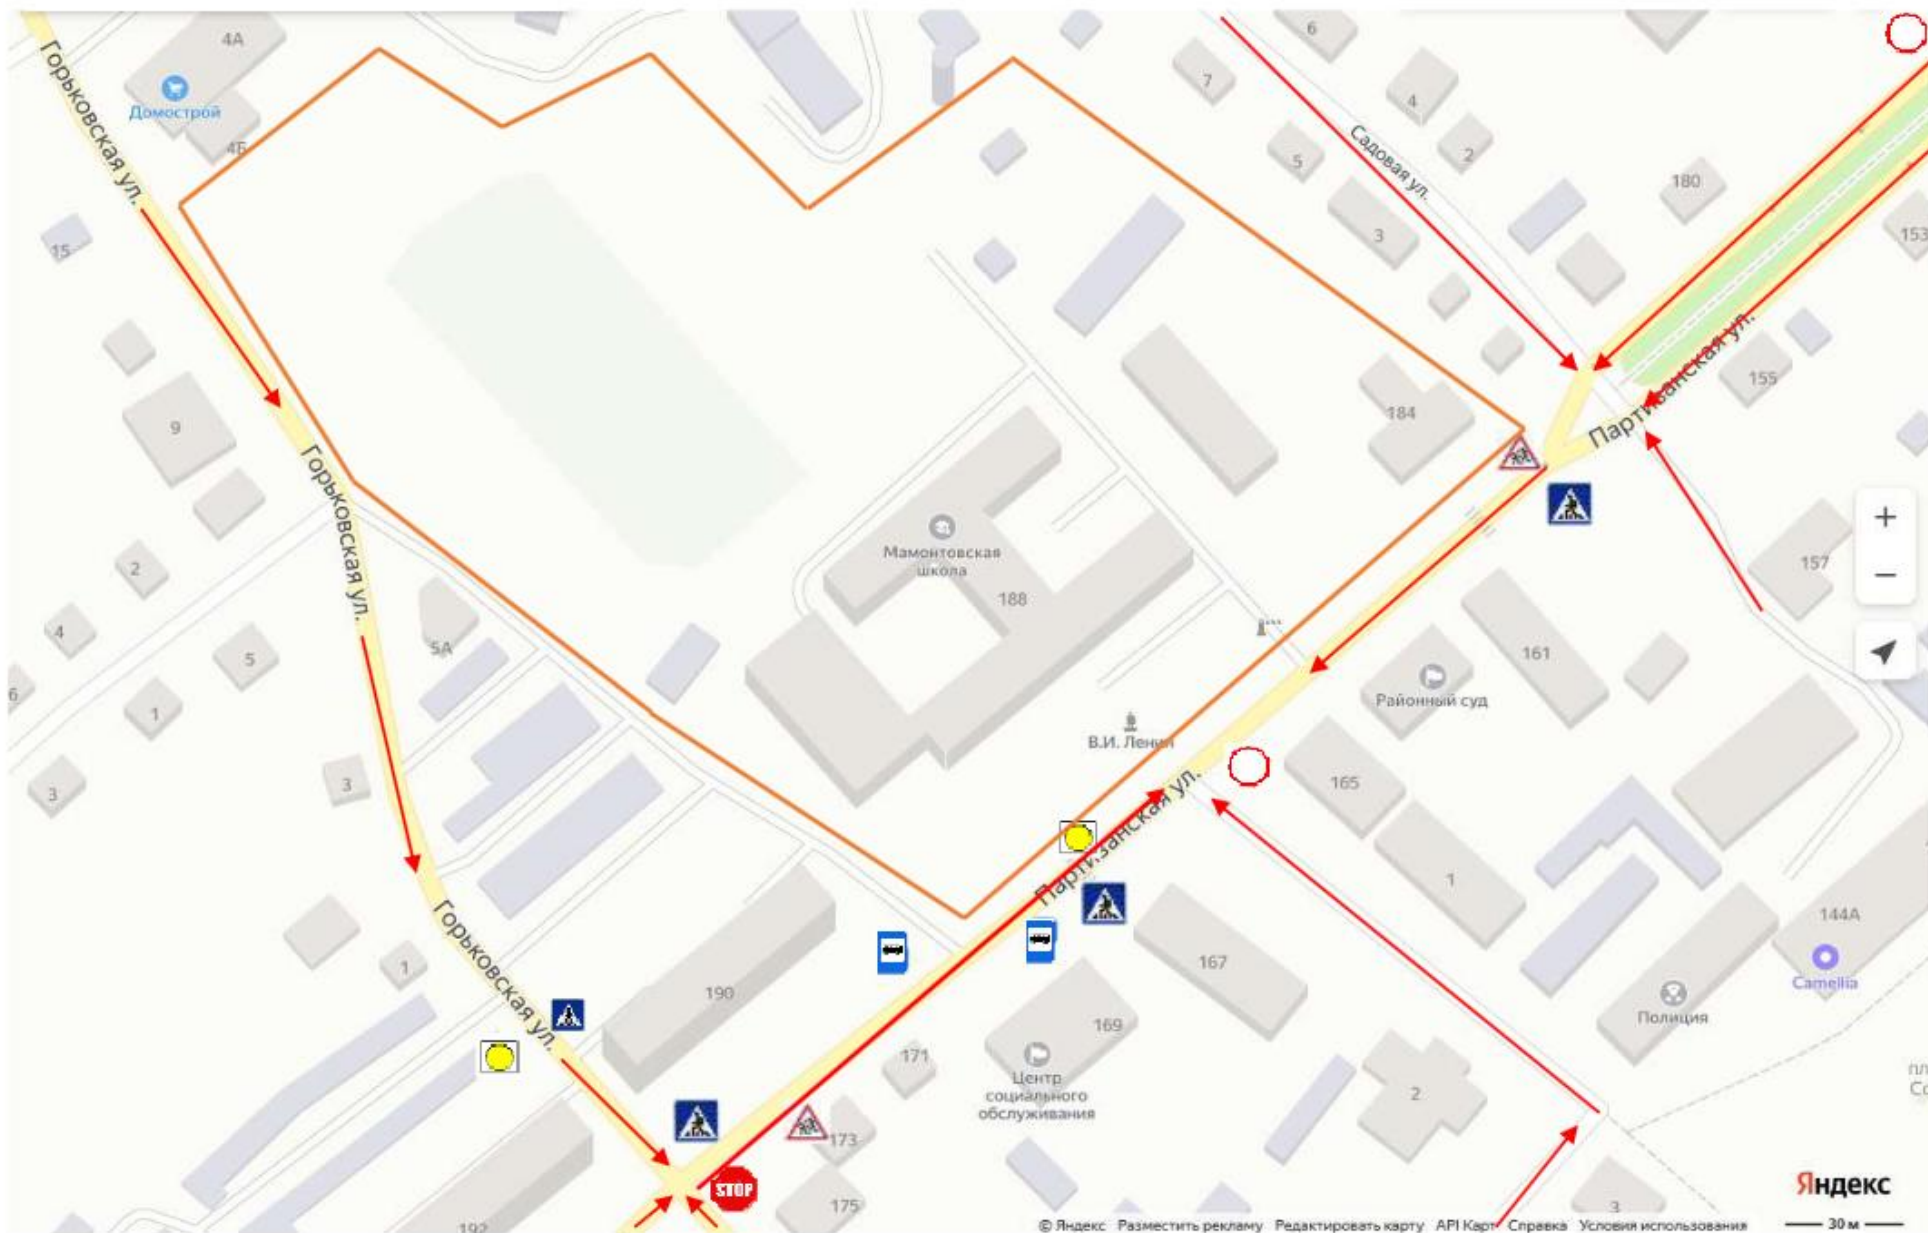 4А
Домострой
4Б
Горьковская ул.
15
9
2
4
5
6
1
3
3
Горьковская ул.
5А
1
Горьковская ул.
190
192
Мамонтовская
школа
188
В.И. Ленин
184
7
6
5
4
2
3
Садовая ул.
180
153
155
Партизанская ул.
157
161
Районный суд
165
1
Партизанская ул.
167
169
Центр
социального
обслуживания
171
173
175
STOP
144А
Camellia
Полиция
2
3
пл
Со
+
−
Яндекс
© Яндекс Разместить рекламу Редактировать карту API Карт Справка Условия использования
30 м